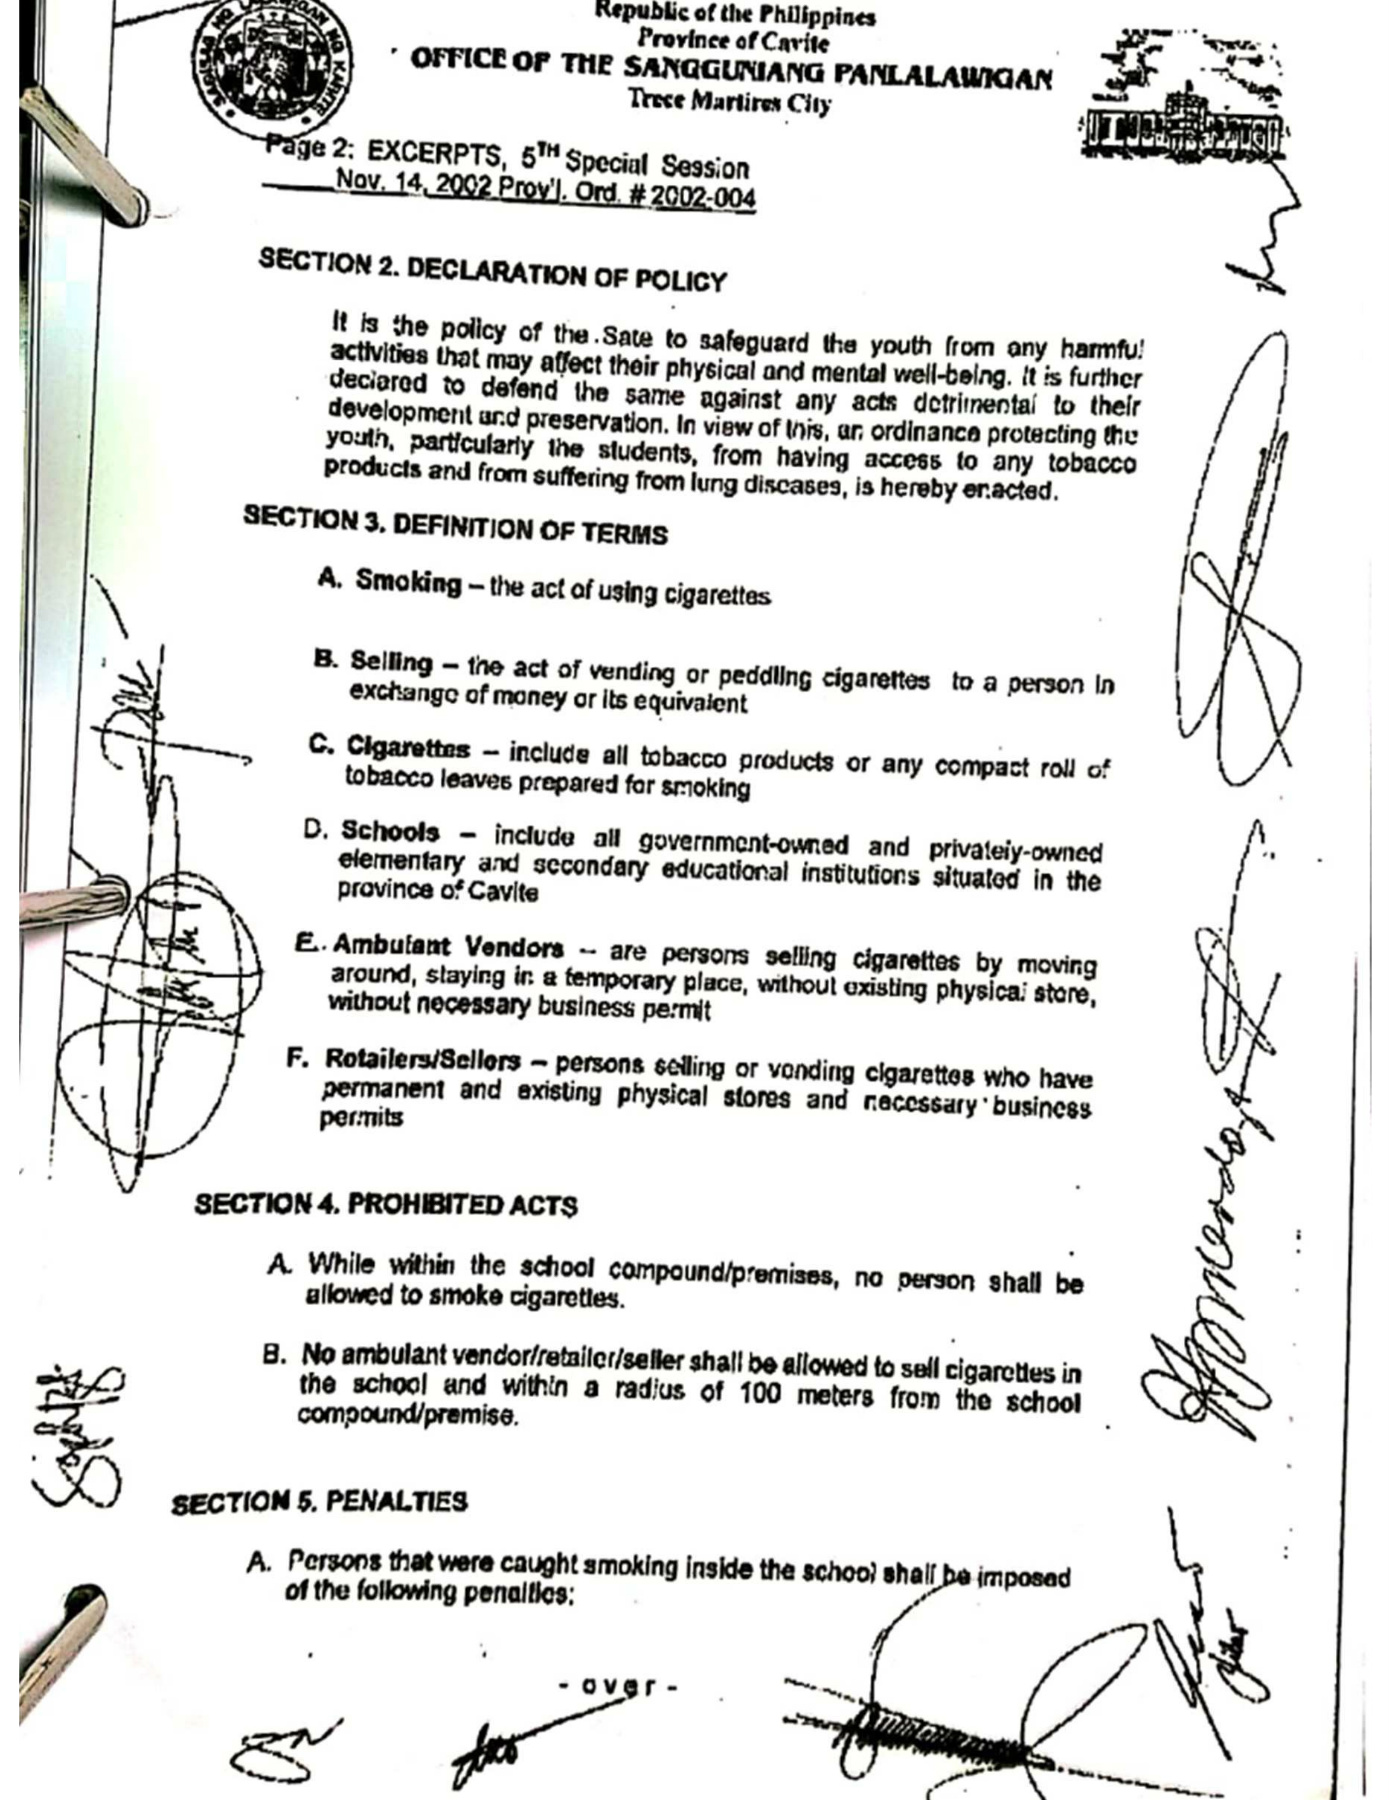 Republic of the Philippines
Province of Cavite
OFFICE OF THE SANGGUNIANG PANLALAWIGAN
Trece Martires City
Page 2: EXCERPTS, 5TH Special Session
Nov. 14, 2002 Prov'l. Ord. # 2002-004
SECTION 2. DECLARATION OF POLICY
It is the policy of the Sate to safeguard the youth from any harmful
activities that may affect their physical and mental well-being. It is further
declared to defend the same against any acts detrimental to their
development and preservation. In view of this, an ordinance protecting the
youth, particularly the students, from having access to any tobacco
products and from suffering from lung diseases, is hereby enacted.
SECTION 3. DEFINITION OF TERMS
A. Smoking – the act of using cigarettes
B. Selling – the act of vending or peddling cigarettes to a person in
exchange of money or its equivalent
C. Cigarettes – include all tobacco products or any compact roll of
tobacco leaves prepared for smoking
D. Schools – include all government-owned and privately-owned
elementary and secondary educational institutions situated in the
province of Cavite
E. Ambulant Vendors – are persons selling cigarettes by moving
around, staying in a temporary place, without existing physical store,
without necessary business permit
F. Retailers/Sellers – persons selling or vending cigarettes who have
permanent and existing physical stores and necessary business
permits
SECTION 4. PROHIBITED ACTS
A. While within the school compound/premises, no person shall be
allowed to smoke cigarettes.
B. No ambulant vendor/retailer/seller shall be allowed to sell cigarettes in
the school and within a radius of 100 meters from the school
compound/premise.
SECTION 5. PENALTIES
A. Persons that were caught smoking inside the school shall be imposed
of the following penalties:
- over -